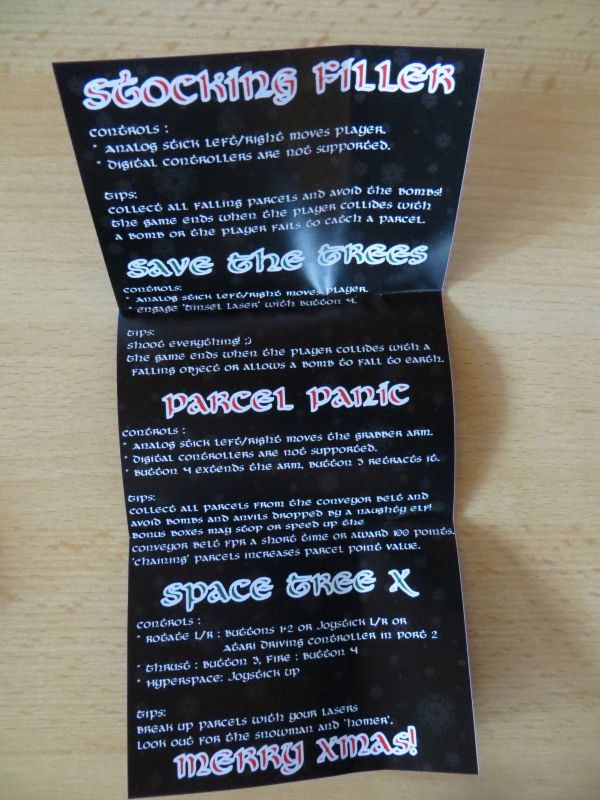 STOCKING FILLER
CONTROLS :
* ANALOG STICK LEFT/RIGHT MOVES PLAYER.
* DIGITAL CONTROLLERS ARE NOT SUPPORTED.
TIPS:
COLLECT ALL FALLING PARCELS AND AVOID THE BOMBS!
THE GAME ENDS WHEN THE PLAYER COLLIDES WITH
A BOMB OR THE PLAYER FAILS TO CATCH A PARCEL.
SAVE THE TREES
CONTROLS:
* ANALOG STICK LEFT/RIGHT MOVES PLAYER.
* ENGAGE 'TINSEL LASER' WITH BUTTON 4.
TIPS:
SHOOT EVERYTHING! ;)
THE GAME ENDS WHEN THE PLAYER COLLIDES WITH A
FALLING OBJECT OR ALLOWS A BOMB TO FALL TO EARTH.
PARCEL PANIC
CONTROLS :
* ANALOG STICK LEFT/RIGHT MOVES THE GRABBER ARM.
* DIGITAL CONTROLLERS ARE NOT SUPPORTED.
* BUTTON 4 EXTENDS THE ARM, BUTTON 3 RETRACTS IT.
TIPS:
COLLECT ALL PARCELS FROM THE CONVEYOR BELT AND
AVOID BOMBS AND ANVILS DROPPED BY A NAUGHTY ELF!
BONUS BOXES MAY STOP OR SPEED UP THE
CONVEYOR BELT FPR A SHORT TIME OR AWARD 100 POINTS.
'CHAINING' PARCELS INCREASES PARCEL POINT VALUE.
SPACE TREE X
CONTROLS :
* ROTATE L/R : BUTTONS 1+2 OR JOYSTICK L/R OR
ATARI DRIVING CONTROLLER IN PORT 2
* THRUST : BUTTON 3, FIRE : BUTTON 4
* HYPERSPACE: JOYSTICK UP
TIPS:
BREAK UP PARCELS WITH YOUR LASERS
LOOK OUT FOR THE SNOWMAN AND 'HOMER'.
MERRY XMAS!